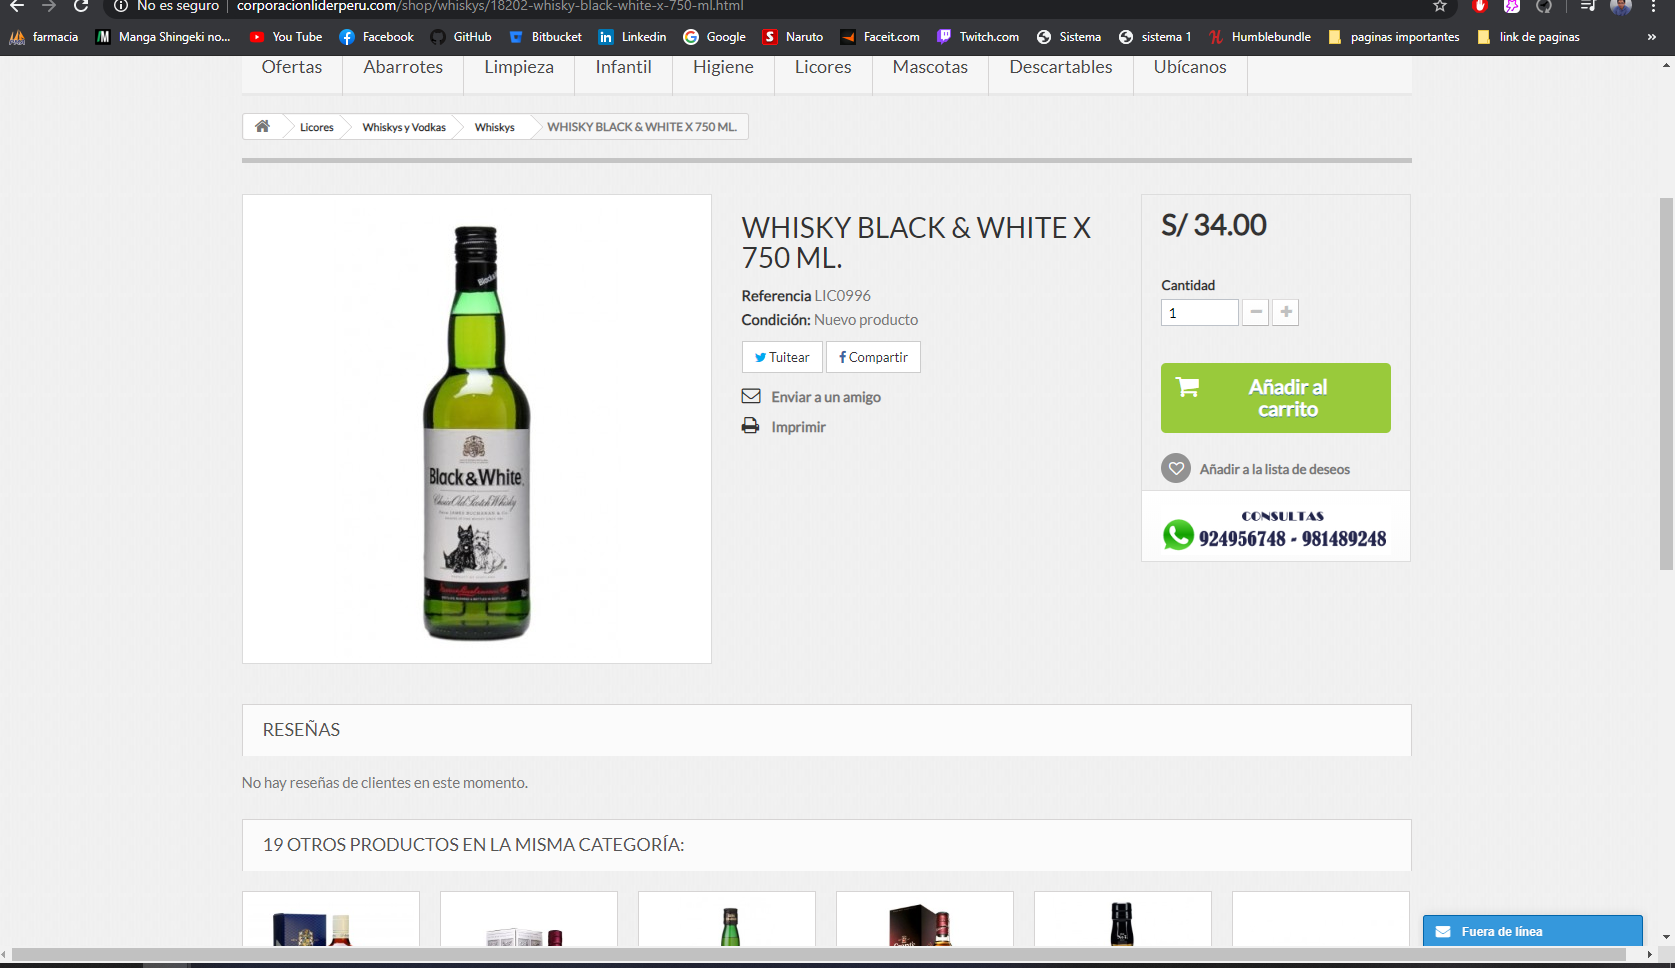 No es seguro
corporacionliderperu.com/shop/whiskys/18202-whisky-black-white-x-750-ml.html
farmacia
Manga Shingeki no...
You Tube
Facebook
GitHub
Bitbucket
Linkedin
Google
Naruto
Faceit.com
Twitch.com
Sistema
sistema 1
Humblebundle
paginas importantes
link de paginas
»
Ofertas
Abarrotes
Limpieza
Infantil
Higiene
Licores
Mascotas
Descartables
Ubícanos
Licores
Whiskys y Vodkas
Whiskys
WHISKY BLACK & WHITE X 750 ML.
Black&White
Choice Old Scotch Whisky
WHISKY BLACK & WHITE X
750 ML.
Referencia LIC0996
Condición: Nuevo producto
Tuitear
Compartir
Enviar a un amigo
Imprimir
S/ 34.00
Cantidad
1
Añadir al
carrito
Añadir a la lista de deseos
CONSULTAS
924956748 - 981489248
RESEÑAS
No hay reseñas de clientes en este momento.
19 OTROS PRODUCTOS EN LA MISMA CATEGORÍA:
Fuera de línea